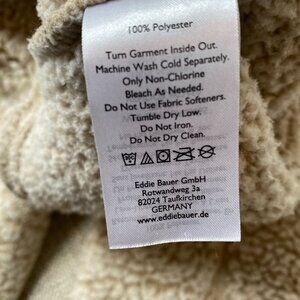 100% Polyester
Turn Garment Inside Out.
Machine Wash Cold Separately.
Only Non-Chlorine
Bleach As Needed.
Do Not Use Fabric Softeners.
Tumble Dry Low.
Do Not Iron.
Do Not Dry Clean.
Eddie Bauer GmbH
Rotwandweg 3a
82024 Taufkirchen
GERMANY
www.eddiebauer.de